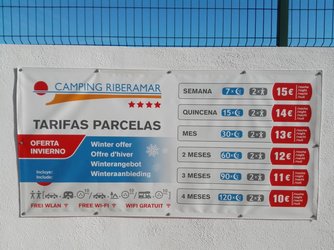 CAMPING RIBERAMAR
TARIFAS PARCELAS
OFERTA
INVIERNO
Incluye:
Include:
Winter offer
Offre d'hiver
Winterangebot
Winteraanbieding
FREI WLAN
FREE WI-FI
WIFI GRATUIT
SEMANA 7 2 15€
QUINCENA 15 2 14€
MES 30 2 13€
2 MESES 60 2 12€
3 MESES 90 2 11€
4 MESES 120 2 10€